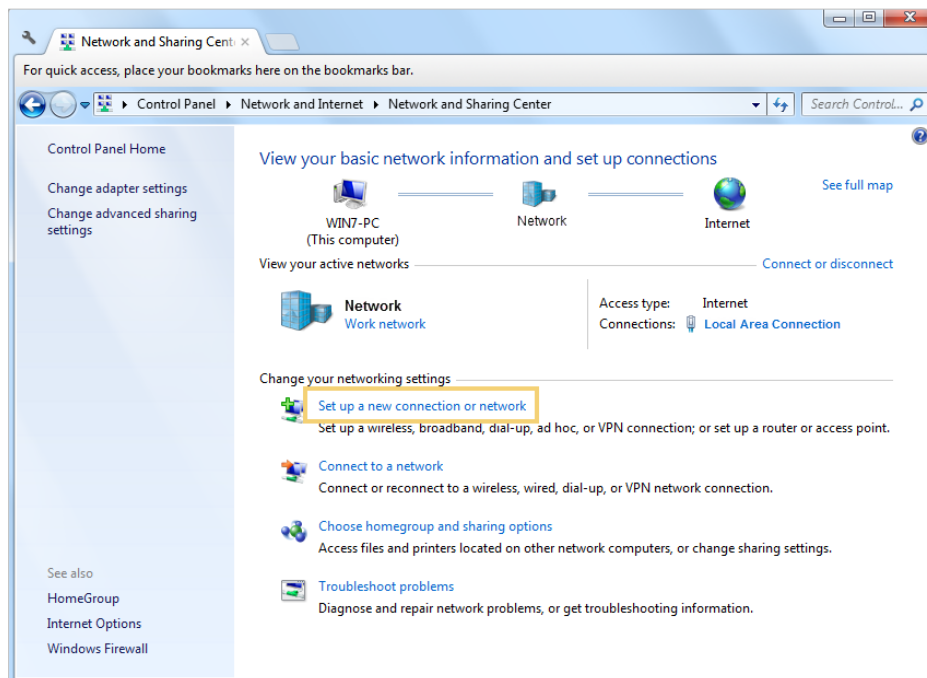 Network and Sharing Cent
For quick access, place your bookmarks here on the bookmarks bar.
Control Panel Network and Internet Network and Sharing Center
Search Control...
Control Panel Home
Change adapter settings
Change advanced sharing
settings
View your basic network information and set up connections
See full map
WIN7-PC
(This computer)
Network
Internet
View your active networks
Connect or disconnect
Network
Work network
Access type: Internet
Connections: Local Area Connection
Change your networking settings
Set up a new connection or network
Set up a wireless, broadband, dial-up, ad hoc, or VPN connection; or set up a router or access point.
Connect to a network
Connect or reconnect to a wireless, wired, dial-up, or VPN network connection.
Choose homegroup and sharing options
Access files and printers located on other network computers, or change sharing settings.
Troubleshoot problems
Diagnose and repair network problems, or get troubleshooting information.
See also
HomeGroup
Internet Options
Windows Firewall